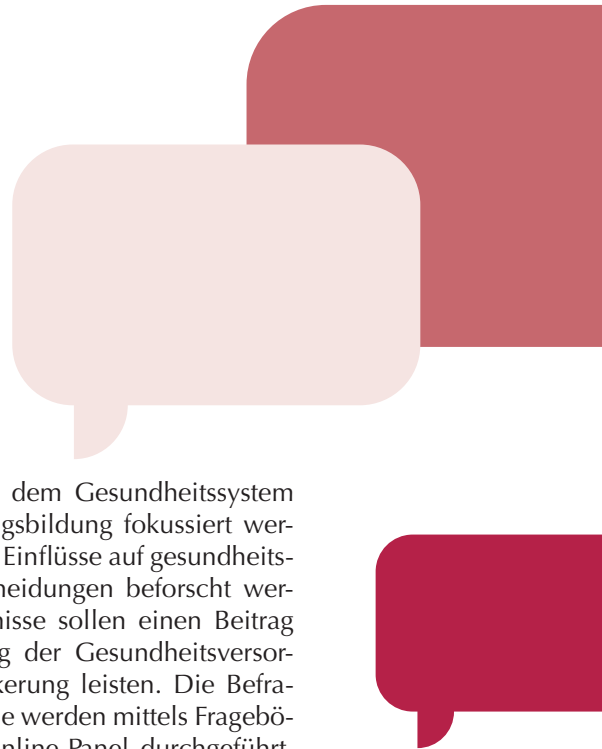 dem Gesundheitssystem
gsbildung fokussiert wer-
Einflüsse auf gesundheits-
heidungen beforscht wer-
nisse sollen einen Beitrag
g der Gesundheitsversor-
kerung leisten. Die Befra-
e werden mittels Fragebö-
nline Panel durchgeführt.